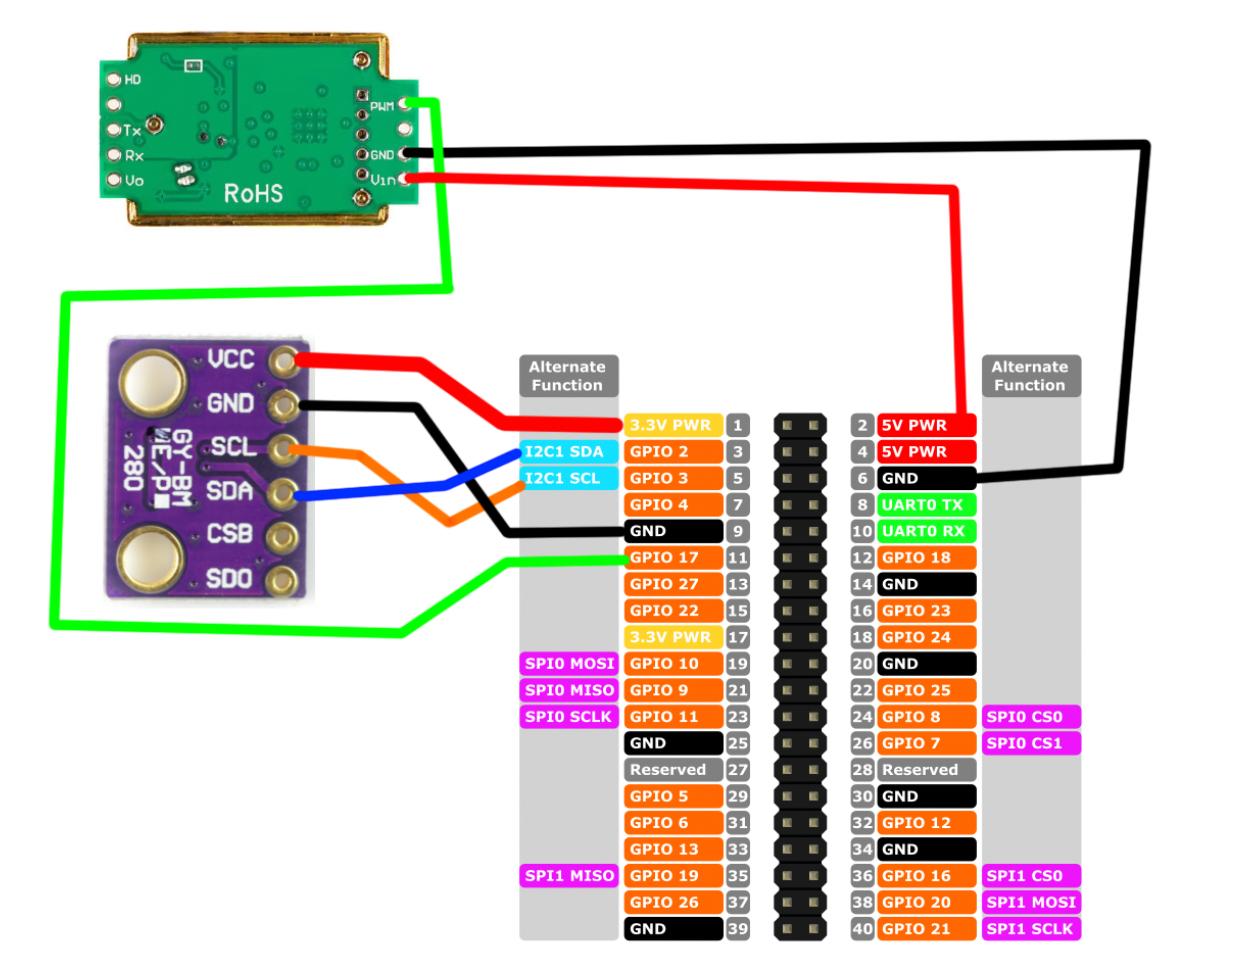 HD
PWM
Tx
Rx
GND
Vo
Vin
RoHS
VCC
GND
SCL
SDA
CSB
SDO
GY-BM
ME/P
280
Alternate
Function
Alternate
Function
3.3V PWR 1 2 5V PWR
I2C1 SDA GPIO 2 3 4 5V PWR
I2C1 SCL GPIO 3 5 6 GND
GPIO 4 7 8 UART0 TX
GND 9 10 UART0 RX
GPIO 17 11 12 GPIO 18
GPIO 27 13 14 GND
GPIO 22 15 16 GPIO 23
3.3V PWR 17 18 GPIO 24
SPI0 MOSI GPIO 10 19 20 GND
SPI0 MISO GPIO 9 21 22 GPIO 25
SPI0 SCLK GPIO 11 23 24 GPIO 8 SPI0 CS0
GND 25 26 GPIO 7 SPI0 CS1
Reserved 27 28 Reserved
GPIO 5 29 30 GND
GPIO 6 31 32 GPIO 12
GPIO 13 33 34 GND
SPI1 MISO GPIO 19 35 36 GPIO 16 SPI1 CS0
GPIO 26 37 38 GPIO 20 SPI1 MOSI
GND 39 40 GPIO 21 SPI1 SCLK